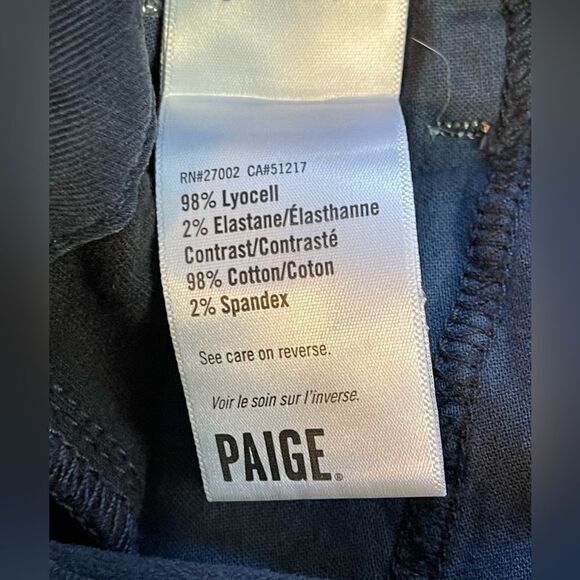 RN#27002 CA#51217
98% Lyocell
2% Elastane/Élasthanne
Contrast/Contrasté
98% Cotton/Coton
2% Spandex
See care on reverse.
Voir le soin sur l'inverse.
PAIGE®